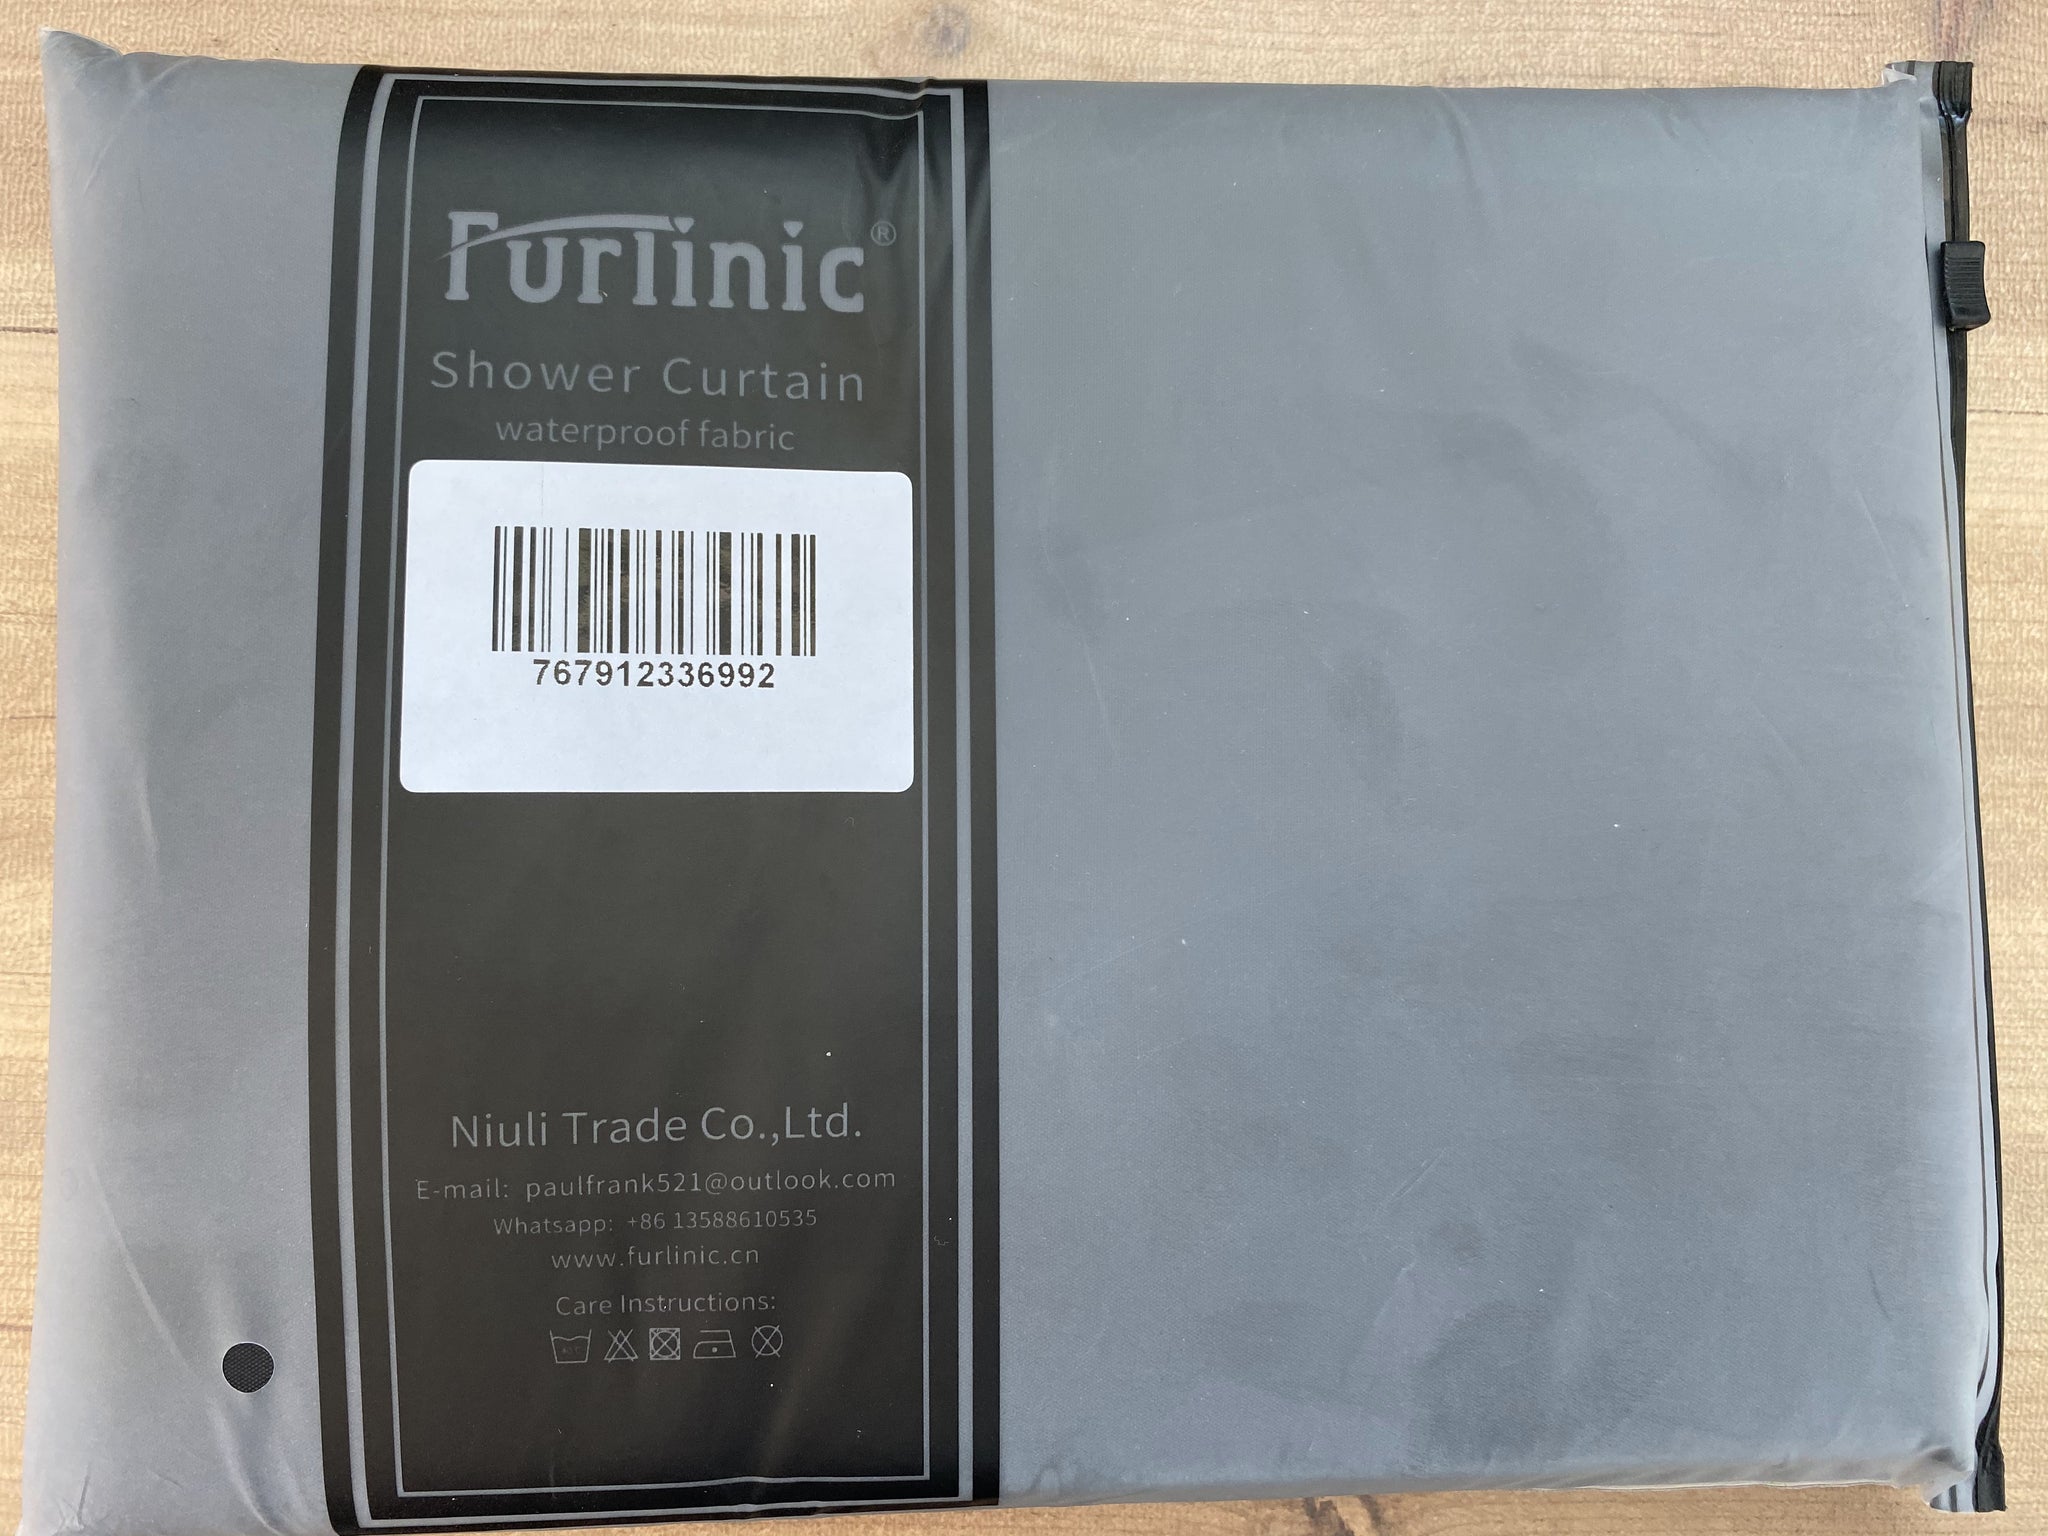 Furlinic®
Shower Curtain
waterproof fabric
767912336992
Niuli Trade Co.,Ltd.
E-mail: paulfrank521@outlook.com
Whatsapp: +86 13588610535
www.furlinic.cn
Care Instructions: